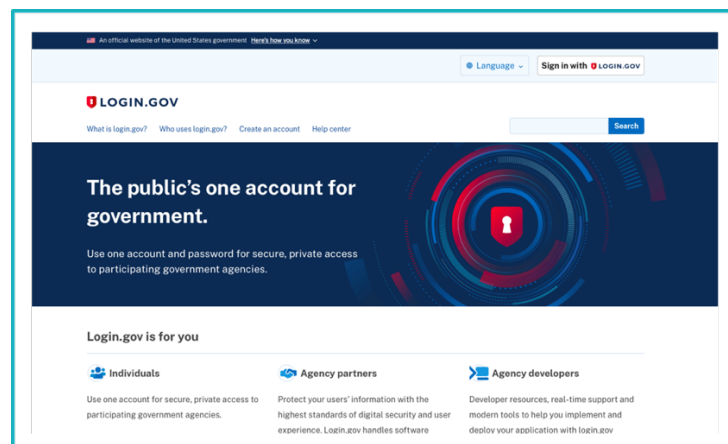 An official website of the United States government Here's how you know
Language
Sign in with LOGIN.GOV
LOGIN.GOV
What is login.gov? Who uses login.gov? Create an account Help center
Search
The public's one account for
government.
Use one account and password for secure, private access
to participating government agencies.
Login.gov is for you
Individuals
Use one account for secure, private access to
participating government agencies.
Agency partners
Protect your users' information with the
highest standards of digital security and user
experience. Login.gov handles software
Agency developers
Developer resources, real-time support and
modern tools to help you implement and
deploy your application with login.gov